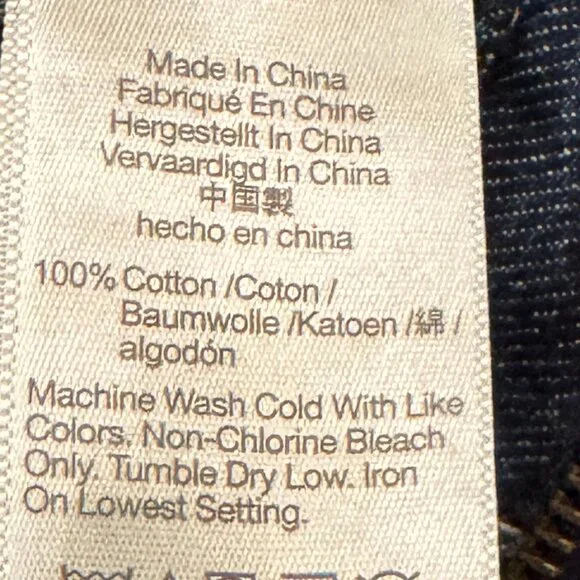 Made In China
Fabriqué En Chine
Hergestellt In China
Vervaardigd In China
中国製
hecho en china
100% Cotton /Coton /
Baumwolle /Katoen /綿 /
algodón
Machine Wash Cold With Like
Colors. Non-Chlorine Bleach
Only. Tumble Dry Low. Iron
On Lowest Setting.